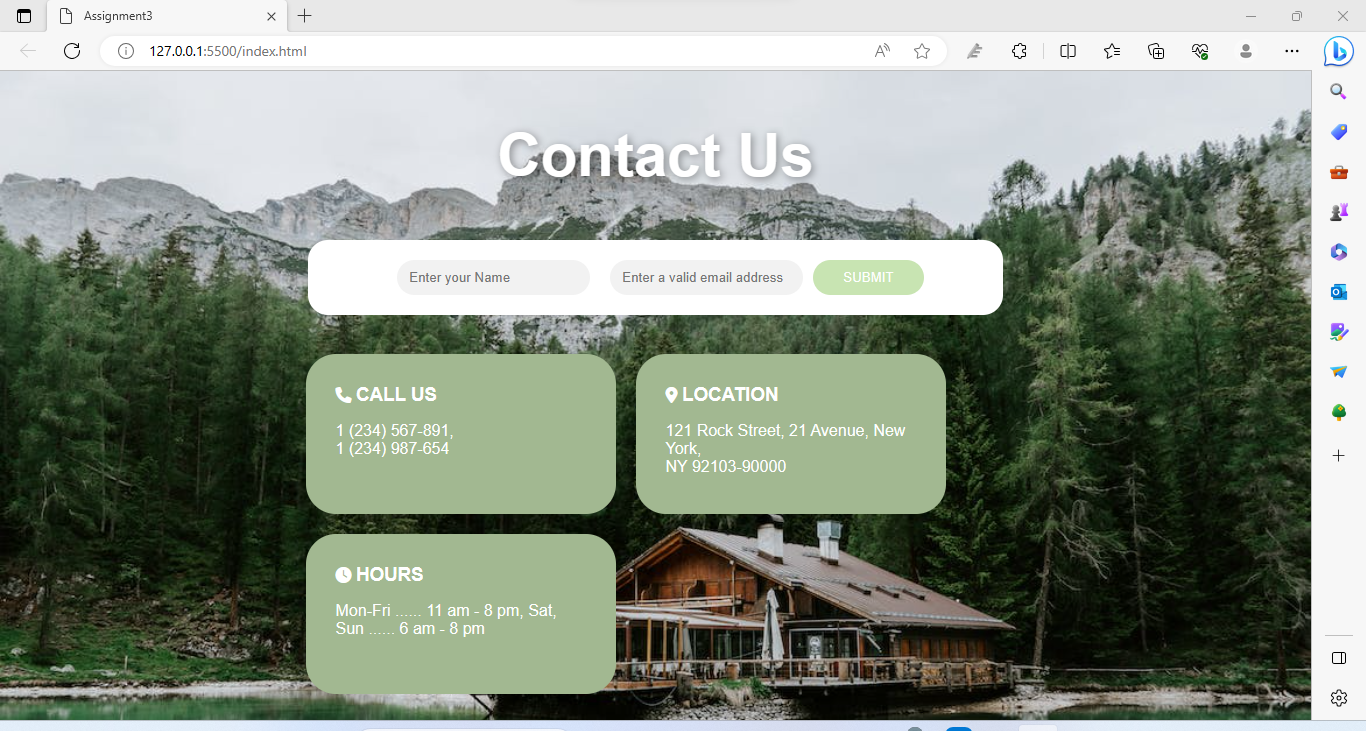 Assignment3
127.0.0.1:5500/index.html
Contact Us
Enter your Name
Enter a valid email address
SUBMIT
CALL US
1 (234) 567-891,
1 (234) 987-654
LOCATION
121 Rock Street, 21 Avenue, New
York,
NY 92103-90000
HOURS
Mon-Fri ...... 11 am - 8 pm, Sat,
Sun ...... 6 am - 8 pm